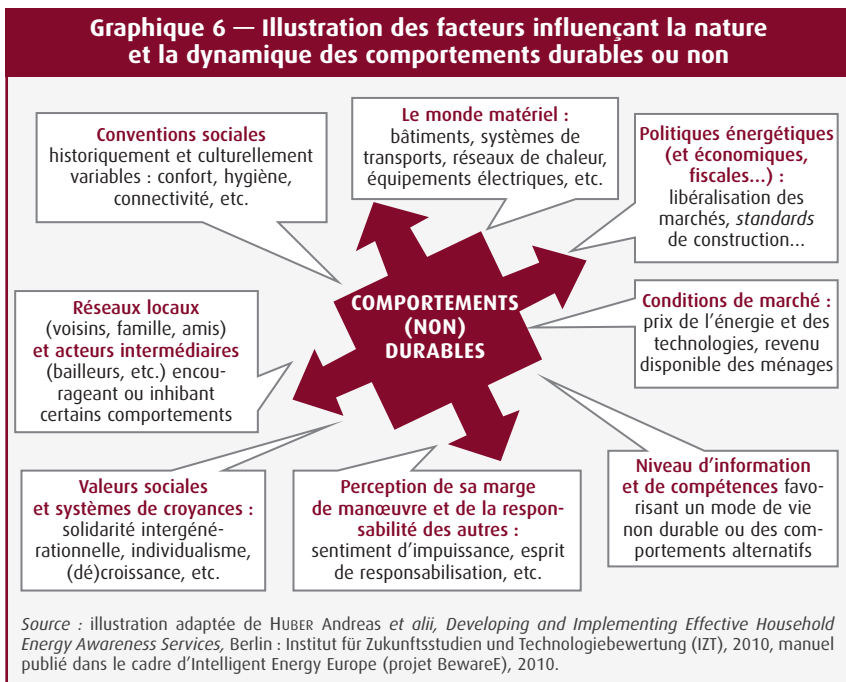 Graphique 6 — Illustration des facteurs influençant la nature
et la dynamique des comportements durables ou non
Conventions sociales
historiquement et culturellement
variables : confort, hygiène,
connectivité, etc.
Le monde matériel :
bâtiments, systèmes de
transports, réseaux de chaleur,
équipements électriques, etc.
Politiques énergétiques
(et économiques,
fiscales...) :
libéralisation des
marchés, standards
de construction...
Réseaux locaux
(voisins, famille, amis)
et acteurs intermédiaires
(bailleurs, etc.) encou-
rageant ou inhibant
certains comportements
COMPORTEMENTS
(NON)
DURABLES
Conditions de marché :
prix de l'énergie et des
technologies, revenu
disponible des ménages
Valeurs sociales
et systèmes de croyances :
solidarité intergéné-
rationnelle, individualisme,
(dé)croissance, etc.
Perception de sa marge
de manœuvre et de la respon-
sabilité des autres :
sentiment d'impuissance, esprit
de responsabilisation, etc.
Niveau d'information
et de compétences favo-
risant un mode de vie
non durable ou des com-
portements alternatifs
Source : illustration adaptée de HUBER Andreas et alii, Developing and Implementing Effective Household
Energy Awareness Services, Berlin : Institut für Zukunftsstudien und Technologiebewertung (IZT), 2010, manuel
publié dans le cadre d'Intelligent Energy Europe (projet BewareE), 2010.